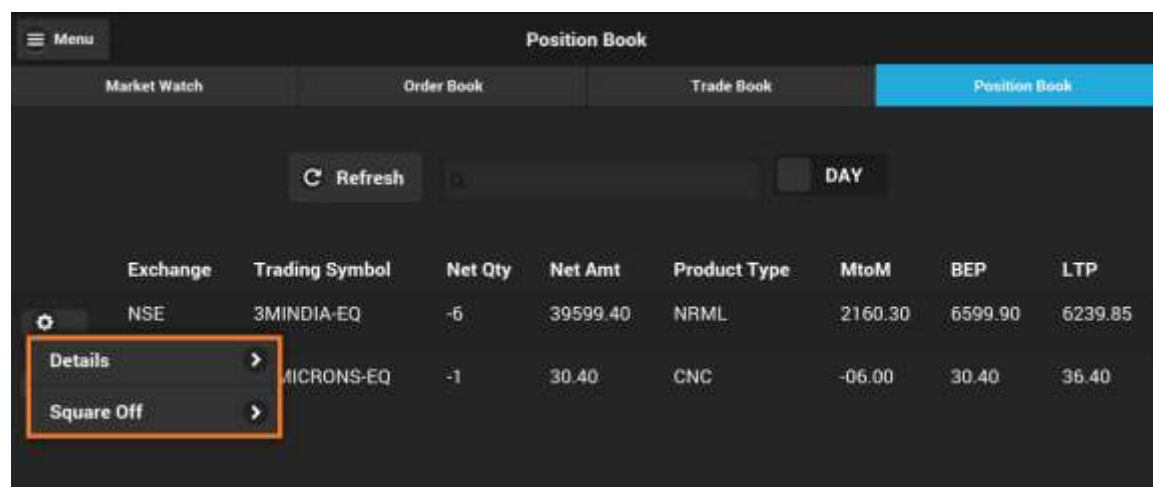 Menu
Position Book
Market Watch Order Book Trade Book Position Book
Refresh DAY
Exchange Trading Symbol Net Qty Net Amt Product Type MtoM BEP LTP
NSE 3MINDIA-EQ -6 39599.40 NRML 2160.30 6599.90 6239.85
Details
MICRONS-EQ -1 30.40 CNC -06.00 30.40 36.40
Square Off